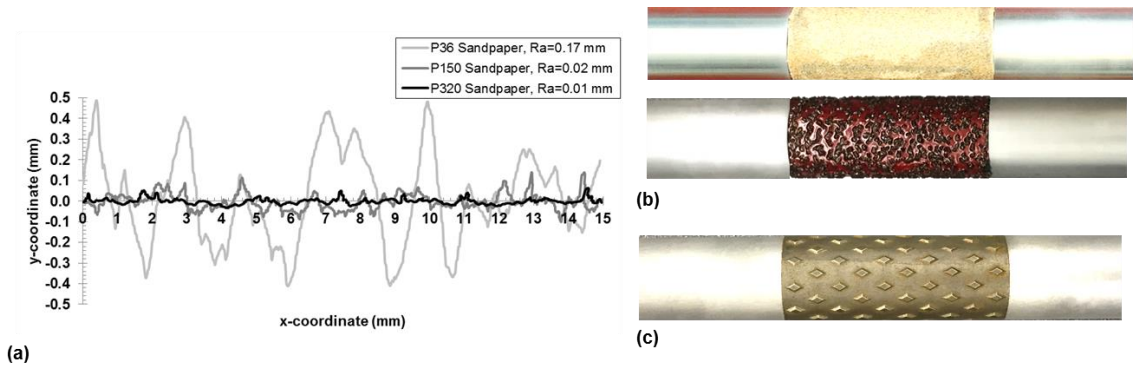 P36 Sandpaper, Ra=0.17 mm
P150 Sandpaper, Ra=0.02 mm
P320 Sandpaper, Ra=0.01 mm
0.5
0.4
0.3
0.2
0.1
0.0
-0.1
-0.2
-0.3
-0.4
-0.5
0 1 2 3 4 5 6 7 8 9 10 11 12 13 14 15
y-coordinate (mm)
x-coordinate (mm)
(a)
(b)
(c)